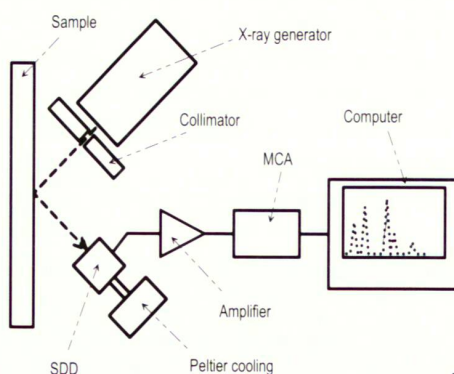 Sample
X-ray generator
Collimator
Computer
MCA
Amplifier
SDD
Peltier cooling